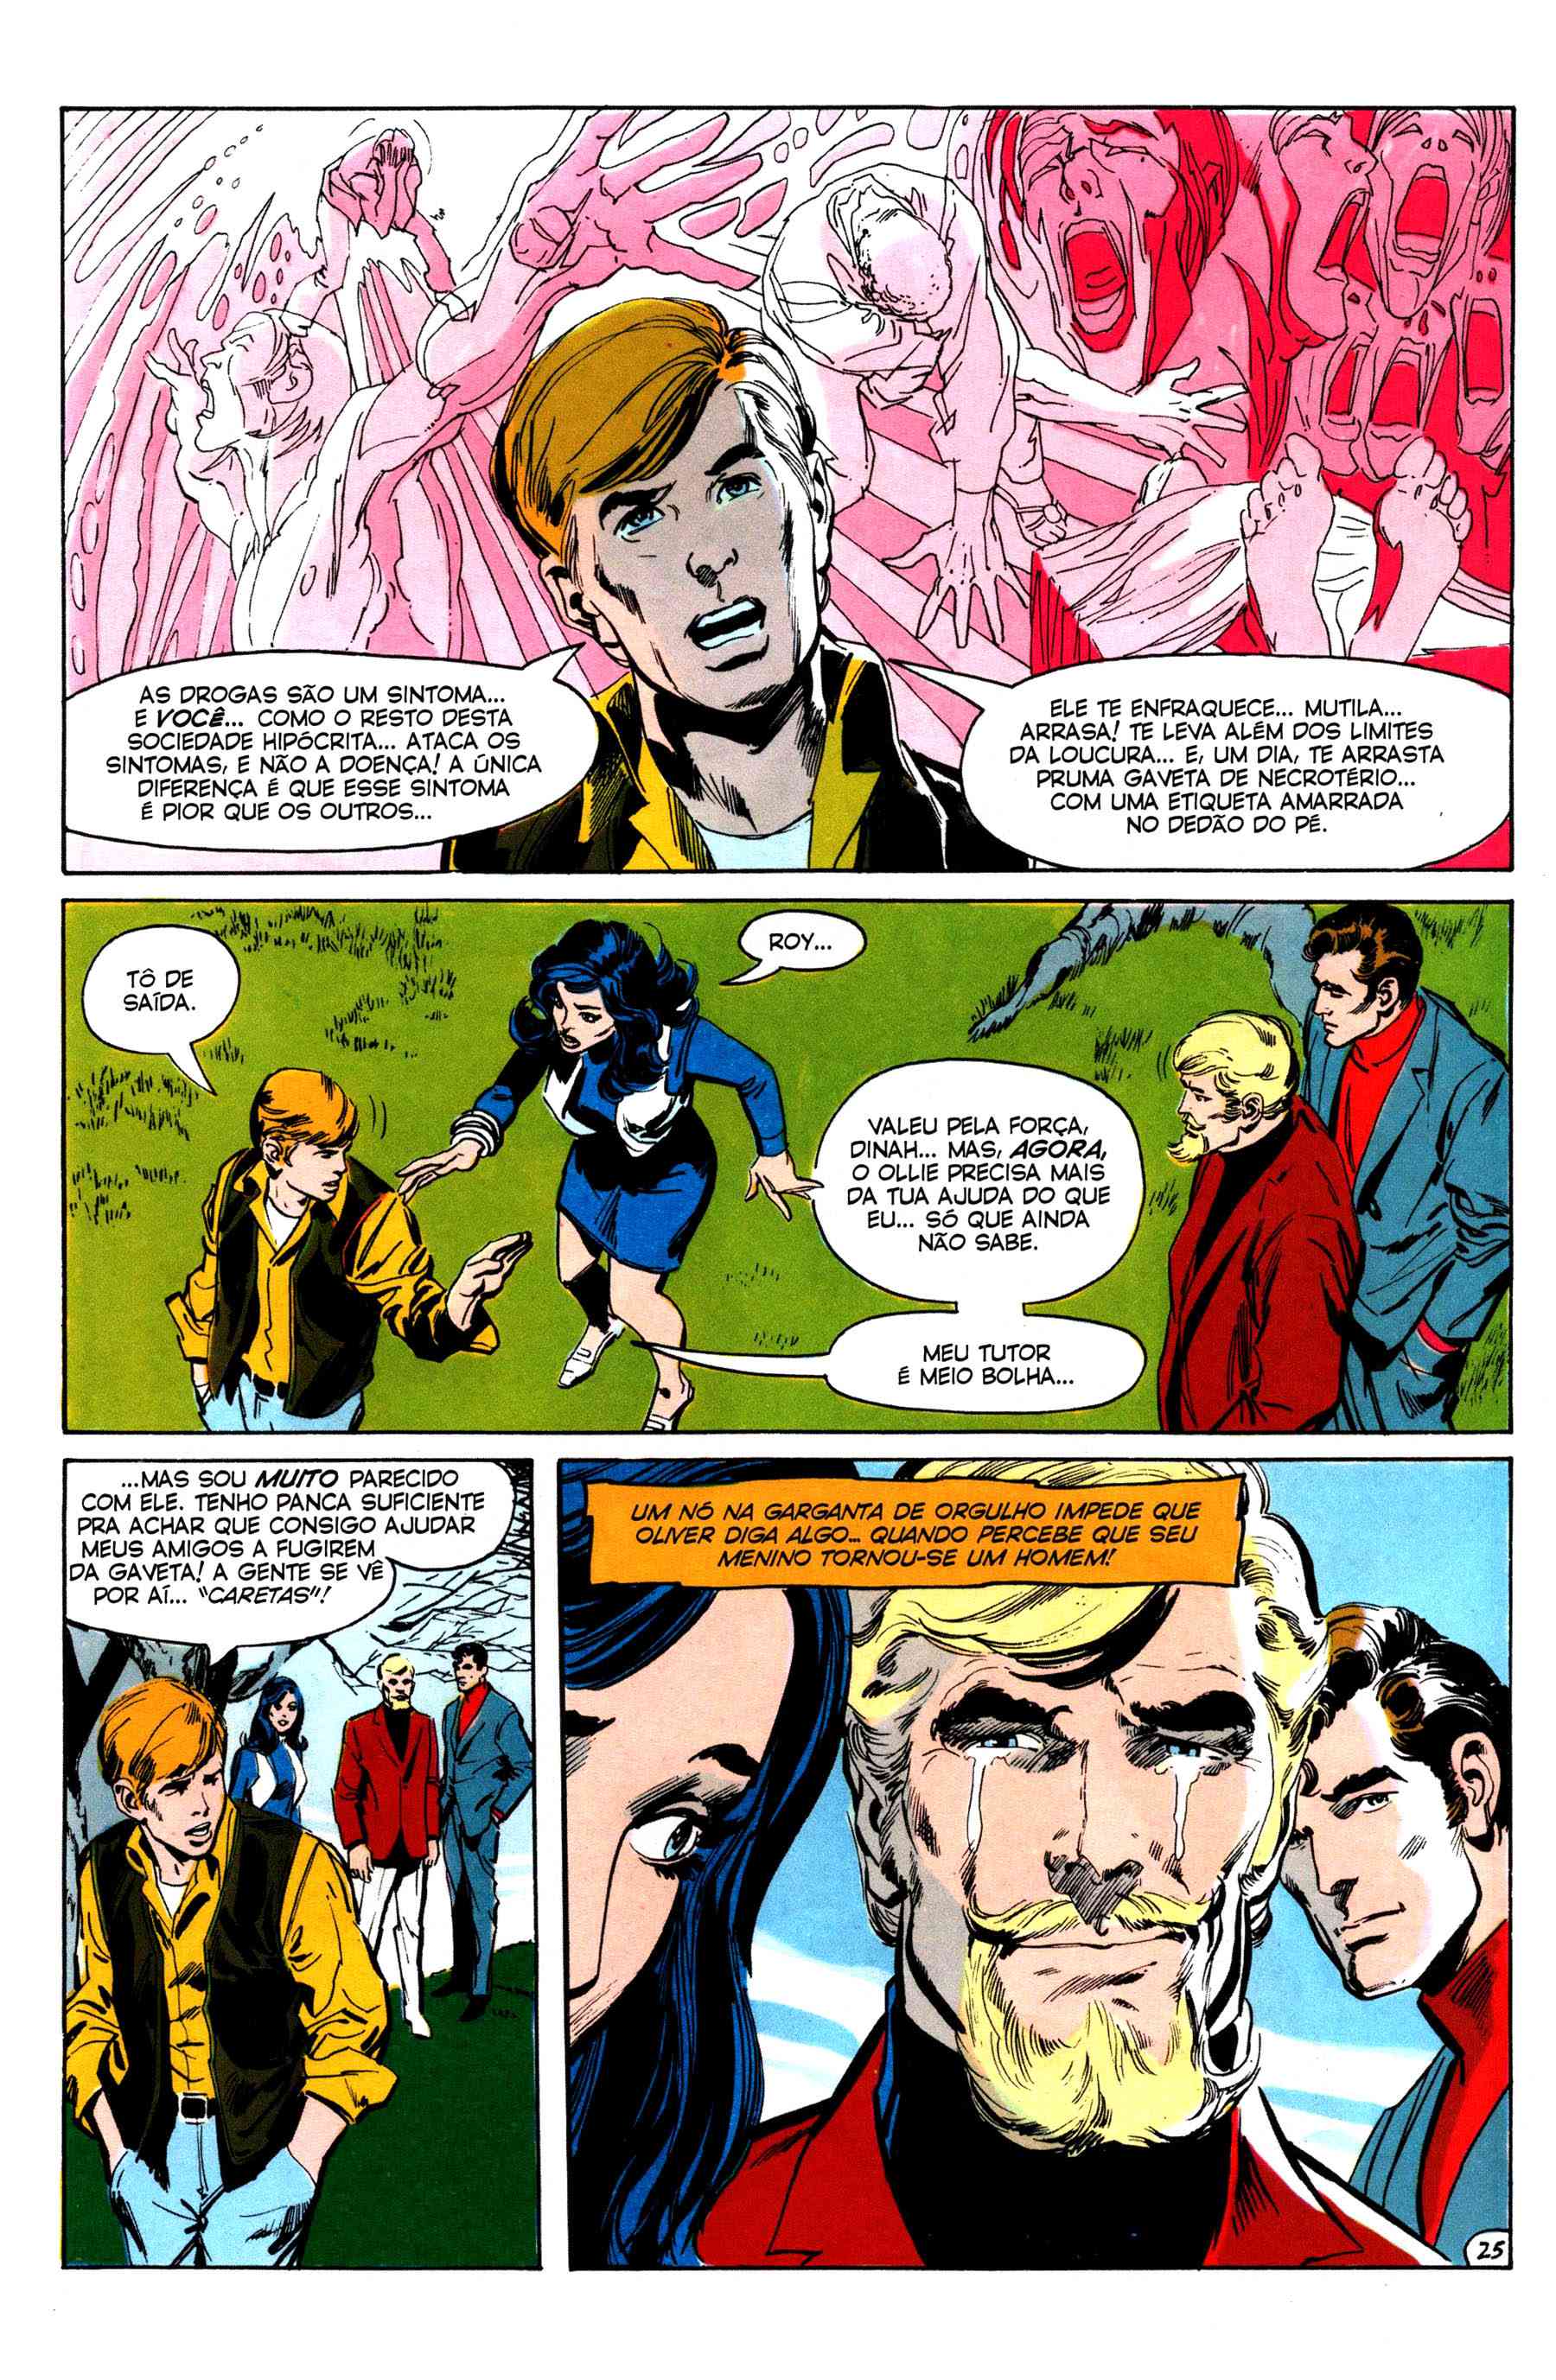 AS DROGAS SÃO UM SINTOMA...
E VOCÊ... COMO O RESTO DESTA
SOCIEDADE HIPÓCRITA... ATACA OS
SINTOMAS, E NÃO A DOENÇA! A ÚNICA
DIFERENÇA É QUE ESSE SINTOMA
É PIOR QUE OS OUTROS...
ELE TE ENFRAQUECE... MUTILA...
ARRASA! TE LEVA ALÉM DOS LIMITES
DA LOUCURA... E, UM DIA, TE ARRASTA
PRUMA GAVETA DE NECROTÉRIO...
COM UMA ETIQUETA AMARRADA
NO DEDÃO DO PÉ.
TÔ DE
SAÍDA.
ROY...
VALEU PELA FORÇA,
DINAH... MAS, AGORA,
O OLLIE PRECISA MAIS
DA TUA AJUDA DO QUE
EU... SÓ QUE AINDA
NÃO SABE.
MEU TUTOR
É MEIO BOLHA...
...MAS SOU MUITO PARECIDO
COM ELE. TENHO PANCA SUFICIENTE
PRA ACHAR QUE CONSIGO AJUDAR
MEUS AMIGOS A FUGIREM
DA GAVETA! A GENTE SE VÊ
POR AÍ... "CARETAS"!
UM NÓ NA GARGANTA DE ORGULHO IMPEDE QUE
OLIVER DIGA ALGO... QUANDO PERCEBE QUE SEU
MENINO TORNOU-SE UM HOMEM!
25